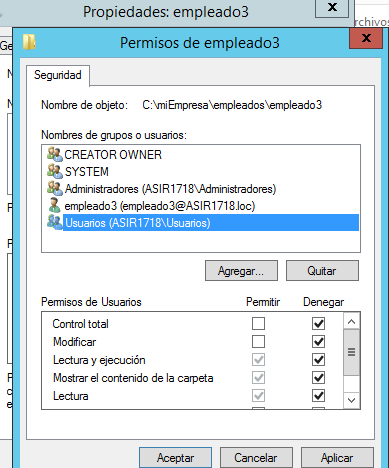 Propiedades: empleado3
x
rchivos
Permisos de empleado3
x
Ge
Seguridad
Nombre de objeto: C:\miEmpresa\empleados\empleado3
Nombres de grupos o usuarios:
CREATOR OWNER
SYSTEM
Administradores (ASIR1718\Administradores)
empleado3 (empleado3@ASIR1718.loc)
Usuarios (ASIR1718\Usuarios)
Agregar... Quitar
Permisos de Usuarios Permitir Denegar
Control total
Modificar
Lectura y ejecución
Mostrar el contenido de la carpeta
Lectura
Aceptar Cancelar Aplicar